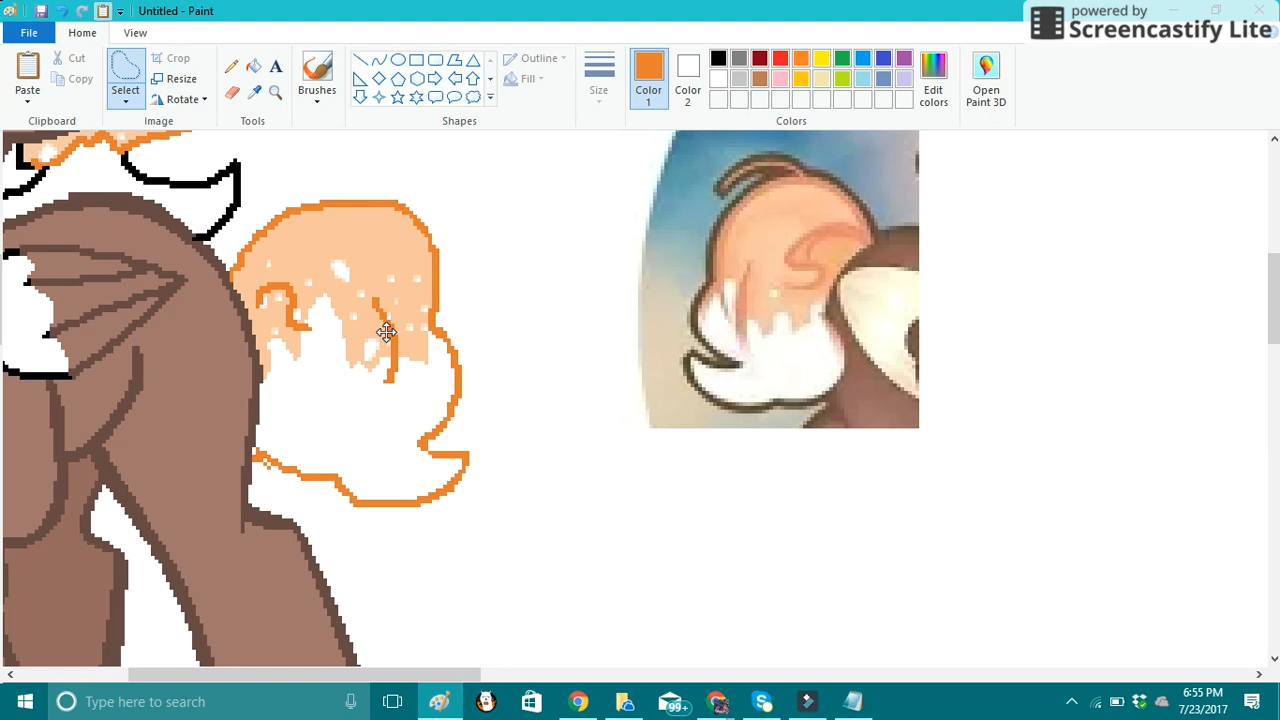 Untitled - Paint
powered by
Screencastify Lite
File
Home
View
Paste
Cut
Copy
Select
Crop
Resize
Rotate
A
Brushes
Outline
Fill
Size
Color 1
Color 2
Edit colors
Open Paint 3D
Clipboard
Image
Tools
Shapes
Colors
Type here to search
99+
6:55 PM
7/23/2017